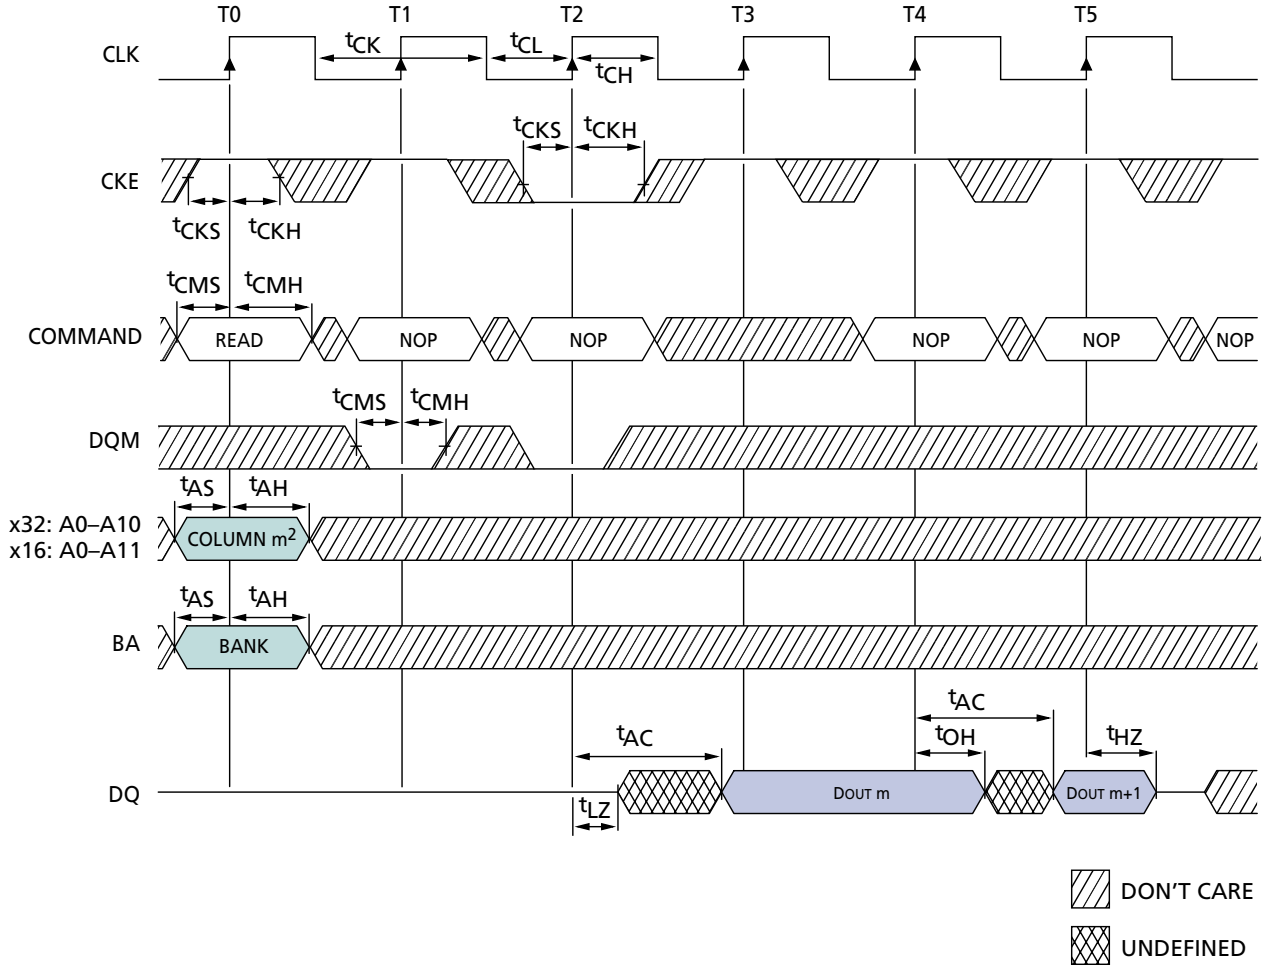 T0 T1 T2 T3 T4 T5
CLK
tCK tCL
tCH
tCKS tCKH
CKE
tCKS tCKH
tCMS tCMH
COMMAND READ NOP NOP NOP NOP NOP
tCMS tCMH
DQM
tAS tAH
x32: A0–A10
x16: A0–A11
COLUMN m2
tAS tAH
BA BANK
tAC
tAC tOH tHZ
DQ DOUT m DOUT m+1
tLZ
DON'T CARE
UNDEFINED